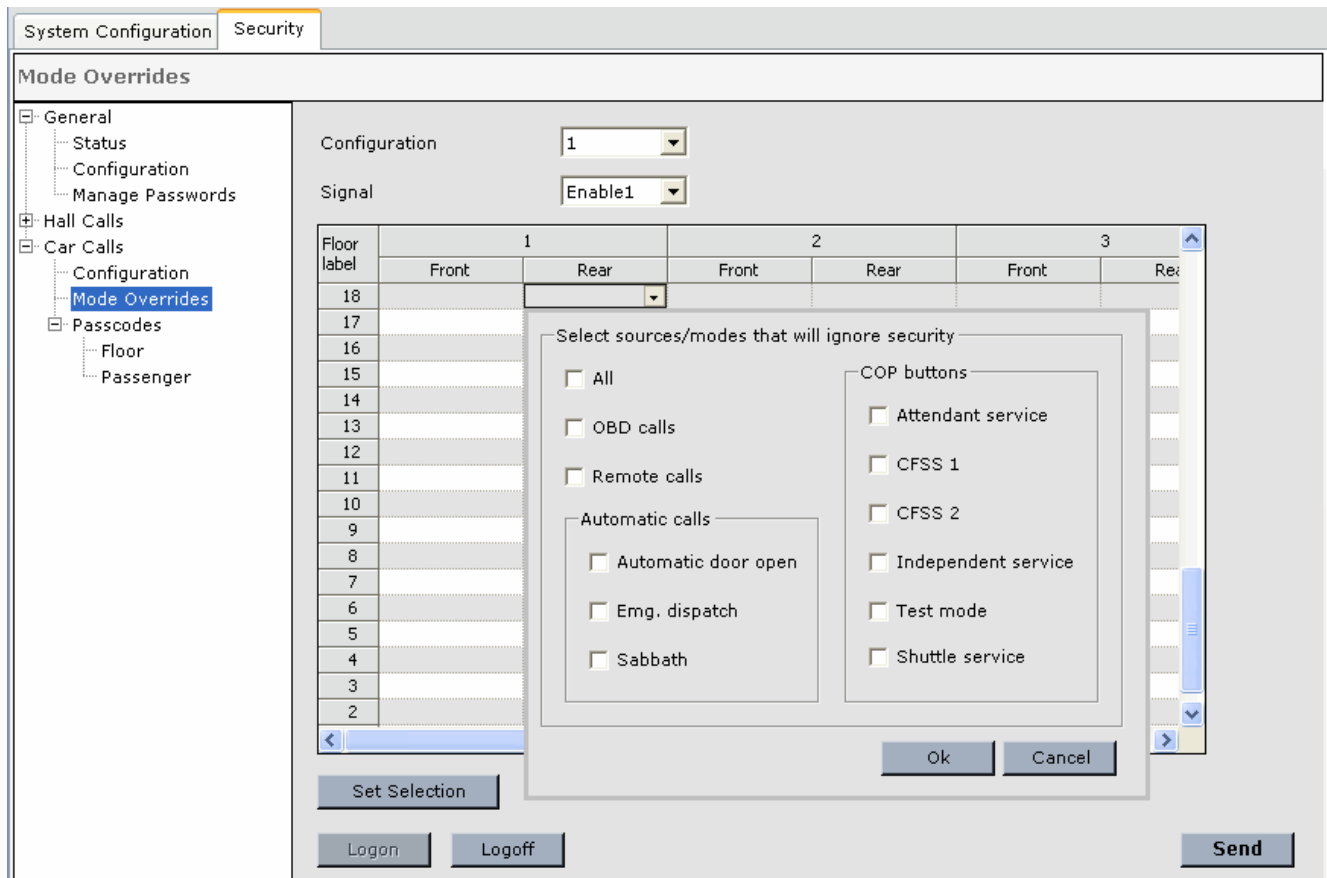 System Configuration
Security
Mode Overrides
General
Status
Configuration
Manage Passwords
Hall Calls
Car Calls
Configuration
Mode Overrides
Passcodes
Floor
Passenger
Configuration
1
Signal
Enable1
Floor label
1
2
3
Front
Rear
Front
Rear
Front
Rea
18
17
16
15
14
13
12
11
10
9
8
7
6
5
4
3
2
Select sources/modes that will ignore security
All
OBD calls
Remote calls
Automatic calls
Automatic door open
Emg. dispatch
Sabbath
COP buttons
Attendant service
CFSS 1
CFSS 2
Independent service
Test mode
Shuttle service
Ok
Cancel
Set Selection
Logon
Logoff
Send